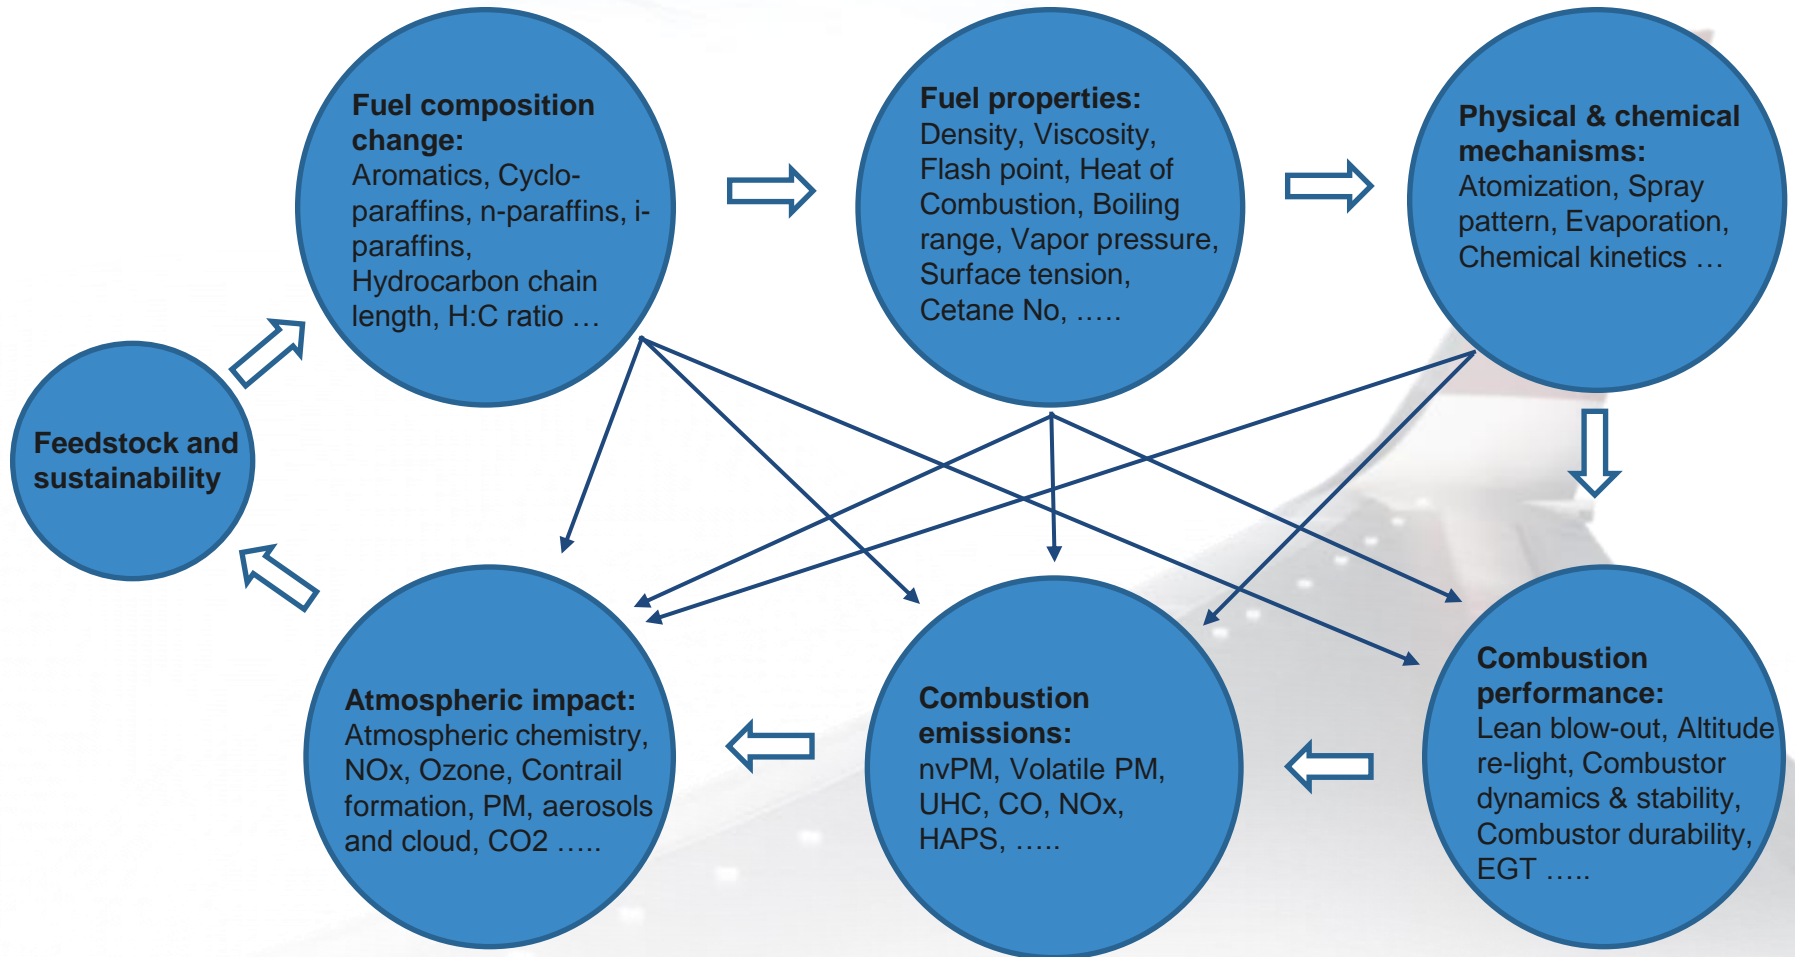 Fuel composition
change:
Aromatics, Cyclo-
paraffins, n-paraffins, i-
paraffins,
Hydrocarbon chain
length, H:C ratio …
Fuel properties:
Density, Viscosity,
Flash point, Heat of
Combustion, Boiling
range, Vapor pressure,
Surface tension,
Cetane No, …..
Physical & chemical
mechanisms:
Atomization, Spray
pattern, Evaporation,
Chemical kinetics …
Feedstock and
sustainability
Atmospheric impact:
Atmospheric chemistry,
NOx, Ozone, Contrail
formation, PM, aerosols
and cloud, CO2 …..
Combustion
emissions:
nvPM, Volatile PM,
UHC, CO, NOx,
HAPS, …..
Combustion
performance:
Lean blow-out, Altitude
re-light, Combustor
dynamics & stability,
Combustor durability,
EGT …..